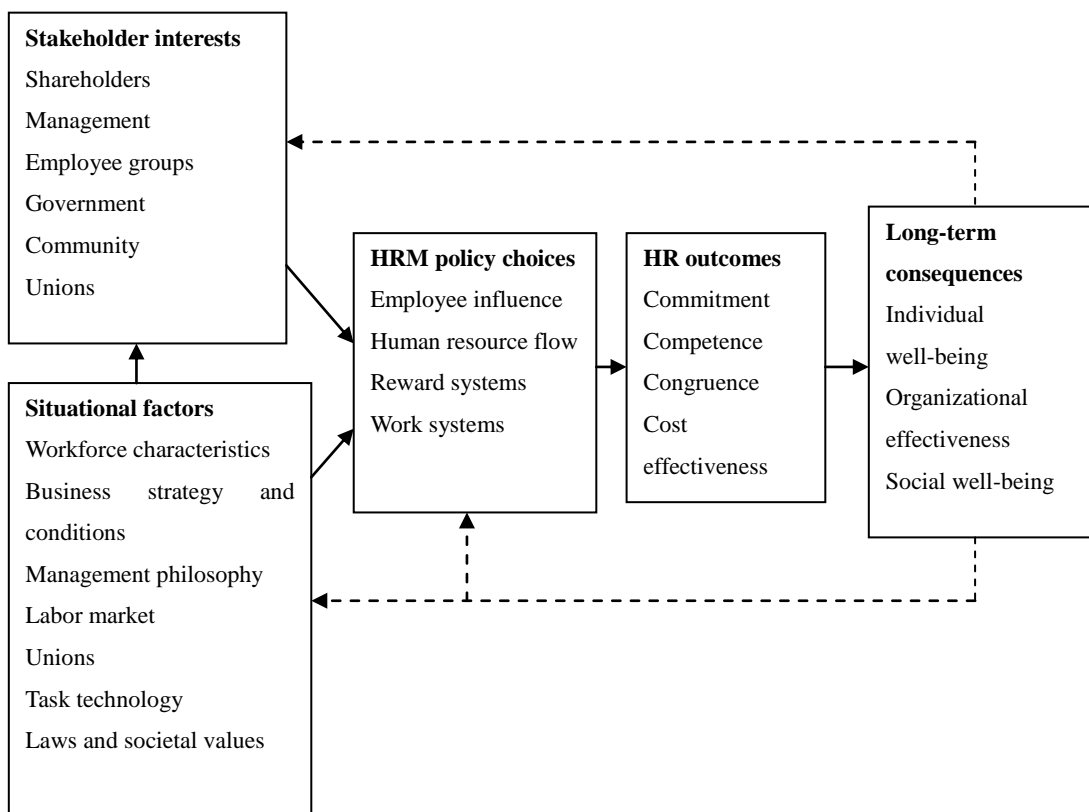 Stakeholder interests
Shareholders
Management
Employee groups
Government
Community
Unions
Situational factors
Workforce characteristics
Business strategy and
conditions
Management philosophy
Labor market
Unions
Task technology
Laws and societal values
HRM policy choices
Employee influence
Human resource flow
Reward systems
Work systems
HR outcomes
Commitment
Competence
Congruence
Cost
effectiveness
Long-term
consequences
Individual
well-being
Organizational
effectiveness
Social well-being